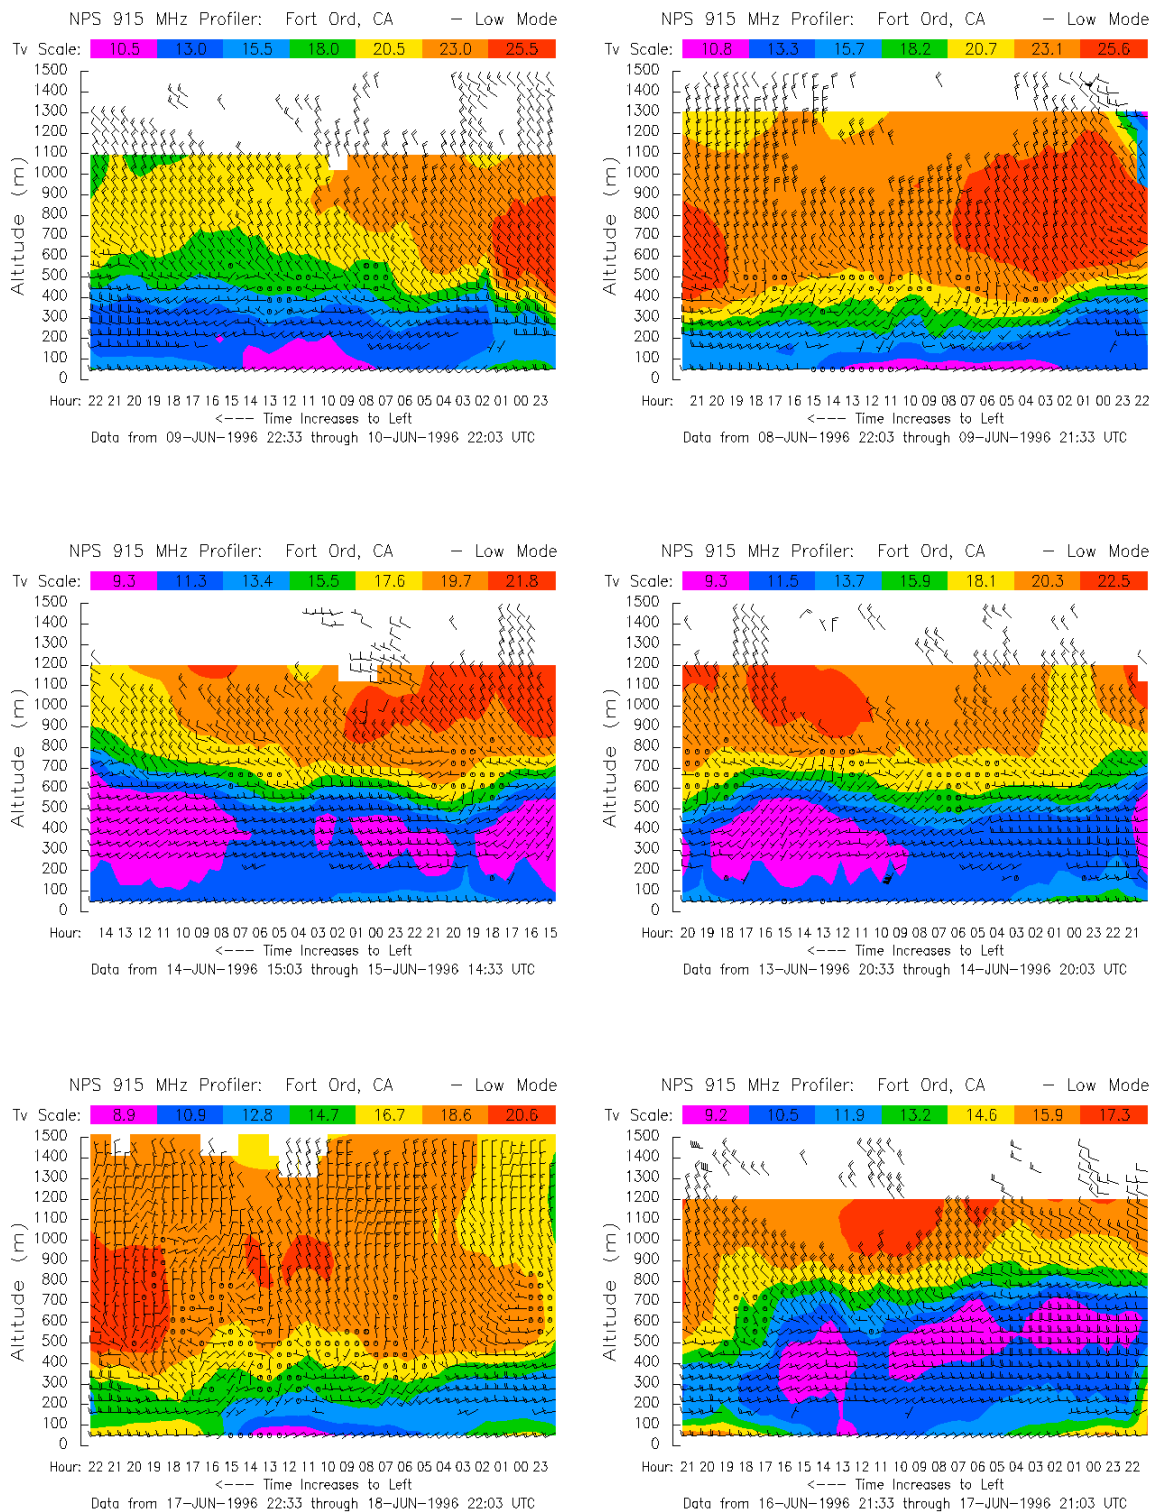 NPS 915 MHz Profiler: Fort Ord, CA — Low Mode
Tv Scale: 10.5 13.0 15.5 18.0 20.5 23.0 25.5
1500
1400
1300
1200
1100
1000
900
800
700
600
500
400
300
200
100
0
Altitude (m)
Hour: 22 21 20 19 18 17 16 15 14 13 12 11 10 09 08 07 06 05 04 03 02 01 00 23
<--- Time Increases to Left
Data from 09-JUN-1996 22:33 through 10-JUN-1996 22:03 UTC
NPS 915 MHz Profiler: Fort Ord, CA — Low Mode
Tv Scale: 10.8 13.3 15.7 18.2 20.7 23.1 25.6
1500
1400
1300
1200
1100
1000
900
800
700
600
500
400
300
200
100
0
Altitude (m)
Hour: 21 20 19 18 17 16 15 14 13 12 11 10 09 08 07 06 05 04 03 02 01 00 23 22
<--- Time Increases to Left
Data from 08-JUN-1996 22:03 through 09-JUN-1996 21:33 UTC
NPS 915 MHz Profiler: Fort Ord, CA — Low Mode
Tv Scale: 9.3 11.3 13.4 15.5 17.6 19.7 21.8
1500
1400
1300
1200
1100
1000
900
800
700
600
500
400
300
200
100
0
Altitude (m)
Hour: 14 13 12 11 10 09 08 07 06 05 04 03 02 01 00 23 22 21 20 19 18 17 16 15
<--- Time Increases to Left
Data from 14-JUN-1996 15:03 through 15-JUN-1996 14:33 UTC
NPS 915 MHz Profiler: Fort Ord, CA — Low Mode
Tv Scale: 9.3 11.5 13.7 15.9 18.1 20.3 22.5
1500
1400
1300
1200
1100
1000
900
800
700
600
500
400
300
200
100
0
Altitude (m)
Hour: 20 19 18 17 16 15 14 13 12 11 10 09 08 07 06 05 04 03 02 01 00 23 22 21
<--- Time Increases to Left
Data from 13-JUN-1996 20:33 through 14-JUN-1996 20:03 UTC
NPS 915 MHz Profiler: Fort Ord, CA — Low Mode
Tv Scale: 8.9 10.9 12.8 14.7 16.7 18.6 20.6
1500
1400
1300
1200
1100
1000
900
800
700
600
500
400
300
200
100
0
Altitude (m)
Hour: 22 21 20 19 18 17 16 15 14 13 12 11 10 09 08 07 06 05 04 03 02 01 00 23
<--- Time Increases to Left
Data from 17-JUN-1996 22:33 through 18-JUN-1996 22:03 UTC
NPS 915 MHz Profiler: Fort Ord, CA — Low Mode
Tv Scale: 9.2 10.5 11.9 13.2 14.6 15.9 17.3
1500
1400
1300
1200
1100
1000
900
800
700
600
500
400
300
200
100
0
Altitude (m)
Hour: 21 20 19 18 17 16 15 14 13 12 11 10 09 08 07 06 05 04 03 02 01 00 23 22
<--- Time Increases to Left
Data from 16-JUN-1996 21:33 through 17-JUN-1996 21:03 UTC